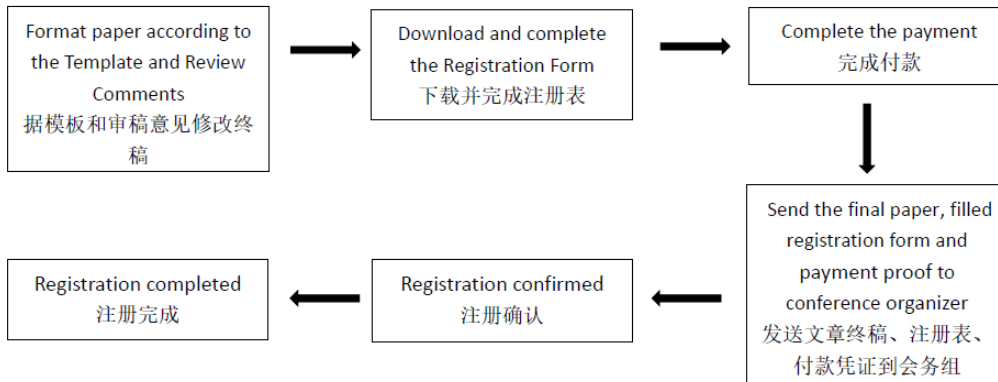 Format paper according to
the Template and Review
Comments
据模板和审稿意见修改终
稿
Download and complete
the Registration Form
下载并完成注册表
Complete the payment
完成付款
Send the final paper, filled
registration form and
payment proof to
conference organizer
发送文章终稿、注册表、
付款凭证到会务组
Registration confirmed
注册确认
Registration completed
注册完成